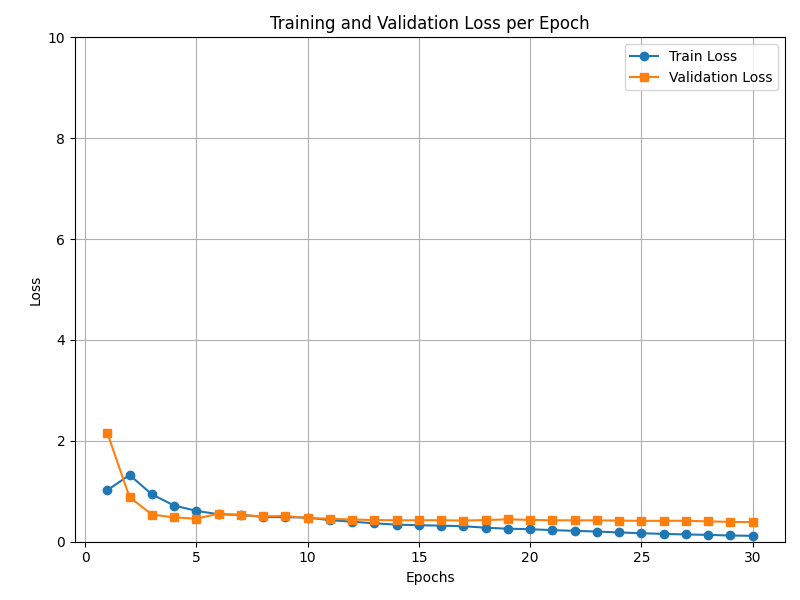 Training and Validation Loss per Epoch
10
8
6
4
2
0
Loss
Train Loss
Validation Loss
0 5 10 15 20 25 30
Epochs